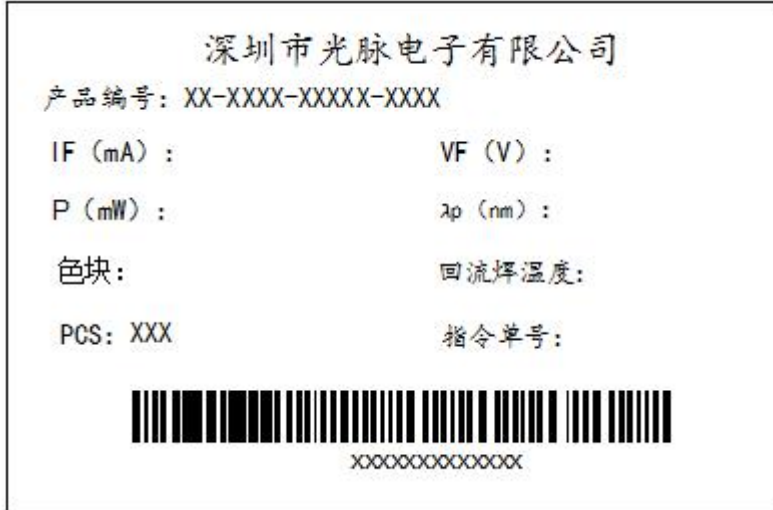 深圳市光脉电子有限公司
产品编号: XX-XXXX-XXXXX-XXXX
IF (mA) : VF (V) :
P (mW) : λp (nm) :
色块: 回流焊温度:
PCS: XXX 指令单号:
XXXXXXXXXXXXX